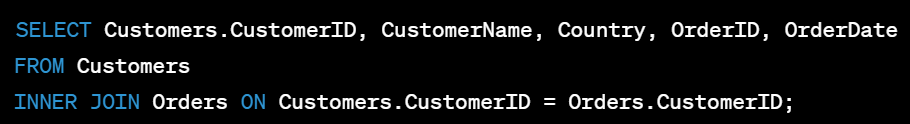 SELECT Customers.CustomerID, CustomerName, Country, OrderID, OrderDate
FROM Customers
INNER JOIN Orders ON Customers.CustomerID = Orders.CustomerID;